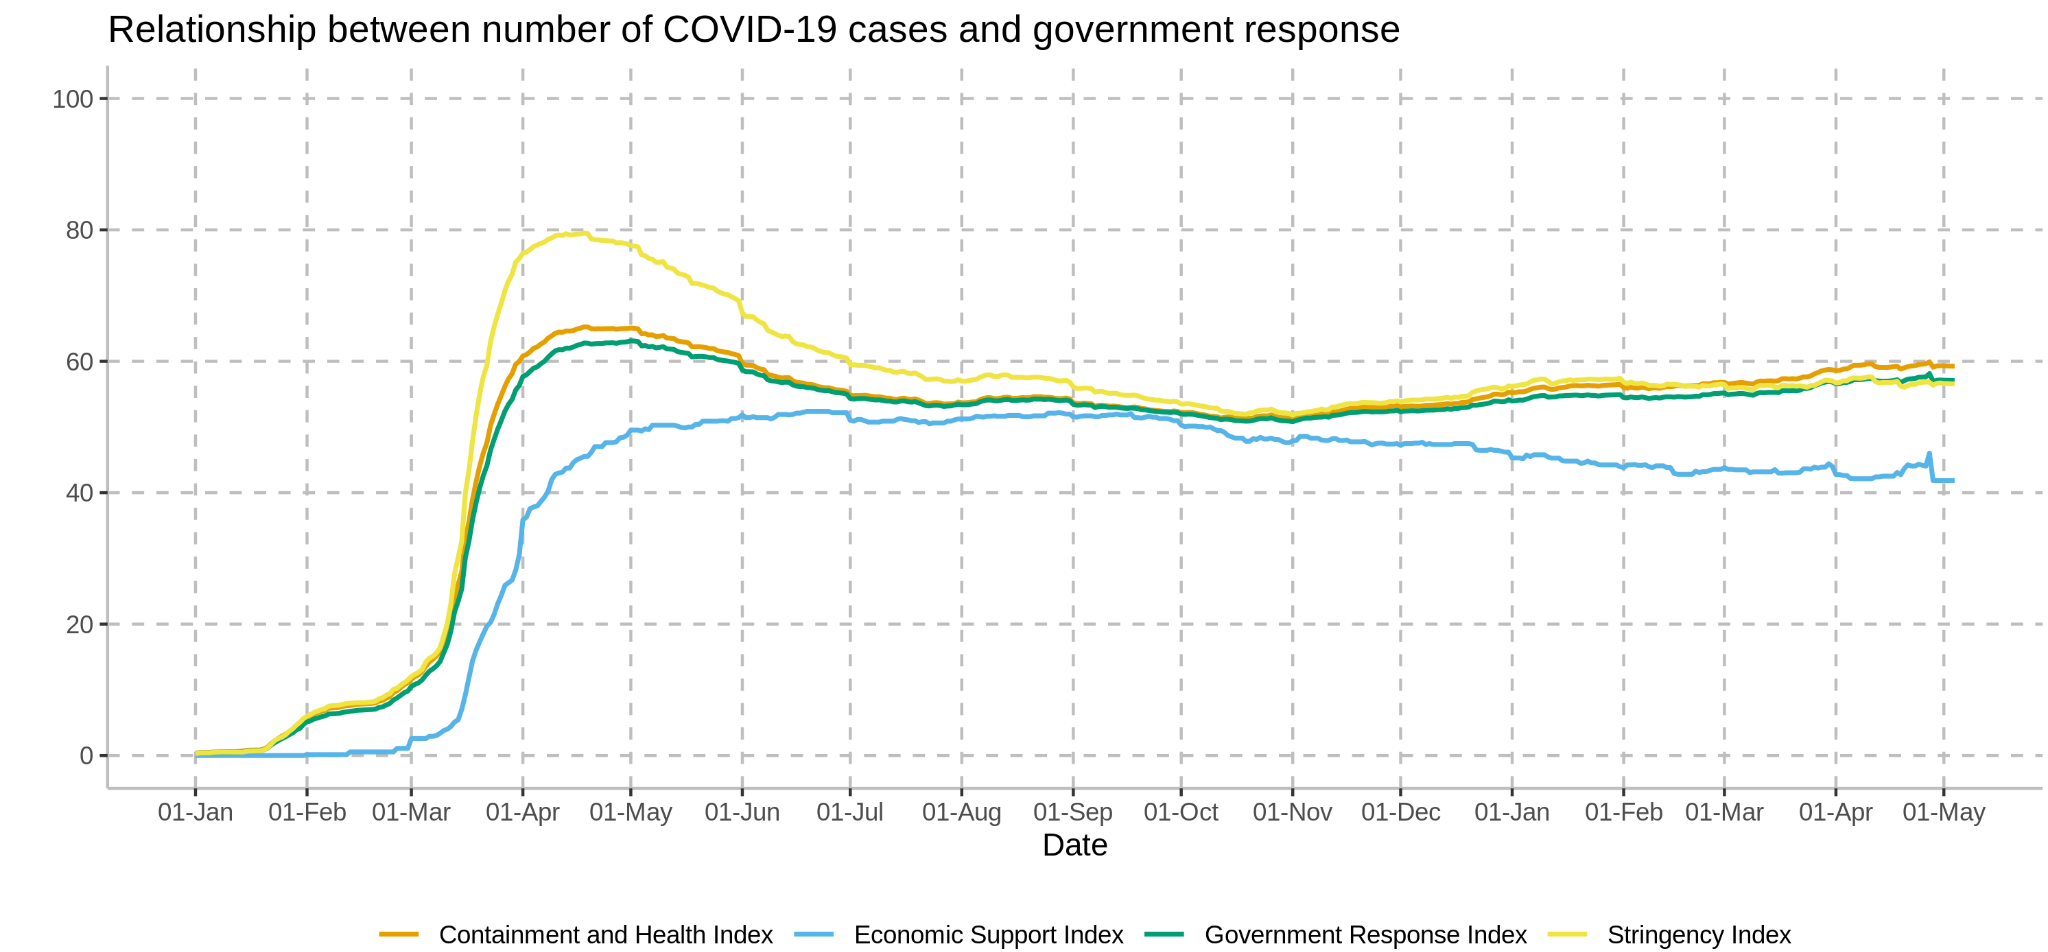 Relationship between number of COVID-19 cases and government response
100
80
60
40
20
0
01-Jan 01-Feb 01-Mar 01-Apr 01-May 01-Jun 01-Jul 01-Aug 01-Sep 01-Oct 01-Nov 01-Dec 01-Jan 01-Feb 01-Mar 01-Apr 01-May
Date
Containment and Health Index Economic Support Index Government Response Index Stringency Index